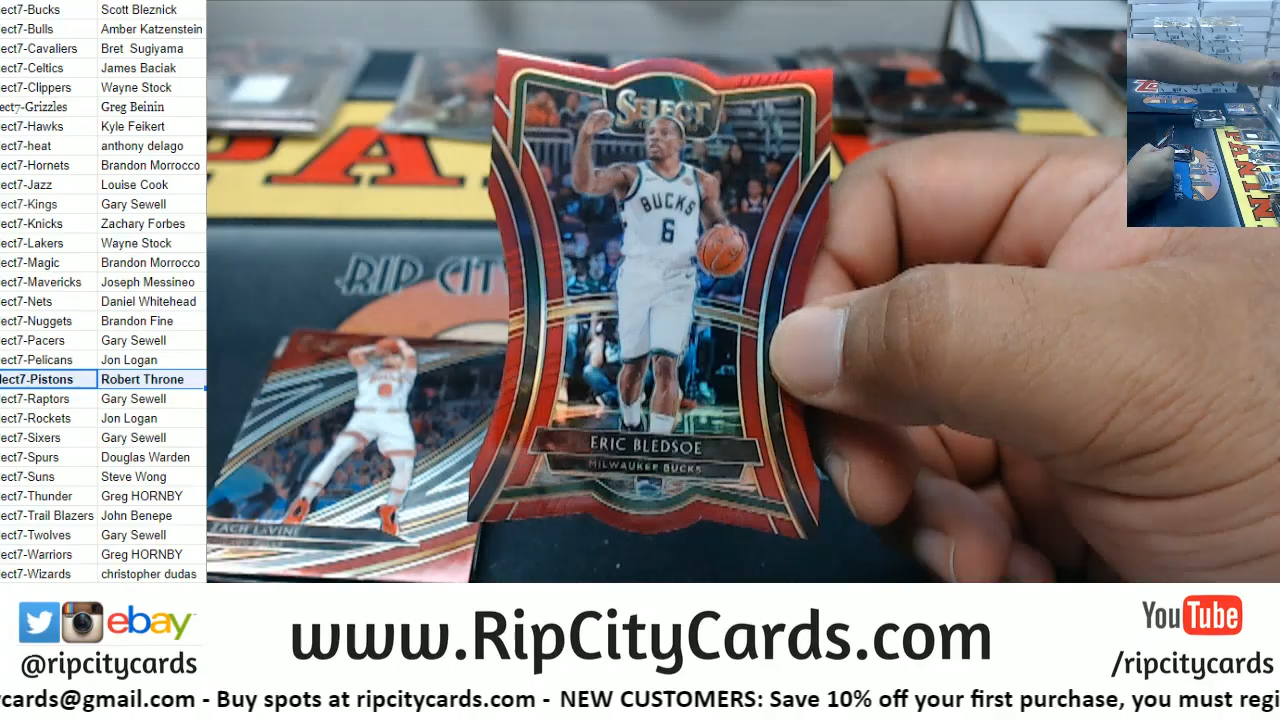 ect7-Bucks Scott Bleznick
ect7-Bulls Amber Katzenstein
ect7-Cavaliers Bret Sugiyama
ect7-Celtics James Baciak
ect7-Clippers Wayne Stock
ect7-Grizzles Greg Beinin
ect7-Hawks Kyle Feikert
ect7-heat anthony delago
ect7-Hornets Brandon Morrocco
ect7-Jazz Louise Cook
ect7-Kings Gary Sewell
ect7-Knicks Zachary Forbes
ect7-Lakers Wayne Stock
ect7-Magic Brandon Morrocco
ect7-Mavericks Joseph Messineo
ect7-Nets Daniel Whitehead
ect7-Nuggets Brandon Fine
ect7-Pacers Gary Sewell
ect7-Pelicans Jon Logan
lect7-Pistons Robert Throne
ect7-Raptors Gary Sewell
ect7-Rockets Jon Logan
ect7-Sixers Gary Sewell
ect7-Spurs Douglas Warden
ect7-Suns Steve Wong
ect7-Thunder Greg HORNBY
ect7-Trail Blazers John Benepe
ect7-Twolves Gary Sewell
ect7-Warriors Greg HORNBY
ect7-Wizards christopher dudas
SELECT
BUCKS
6
ERIC BLEDSOE
MILWAUKEE BUCKS
RIP CITY
ZACH LAVINE
PANINI
ebay
@ripcitycards
www.RipCityCards.com
YouTube
/ripcitycards
cards@gmail.com - Buy spots at ripcitycards.com - NEW CUSTOMERS: Save 10% off your first purchase, you must regi